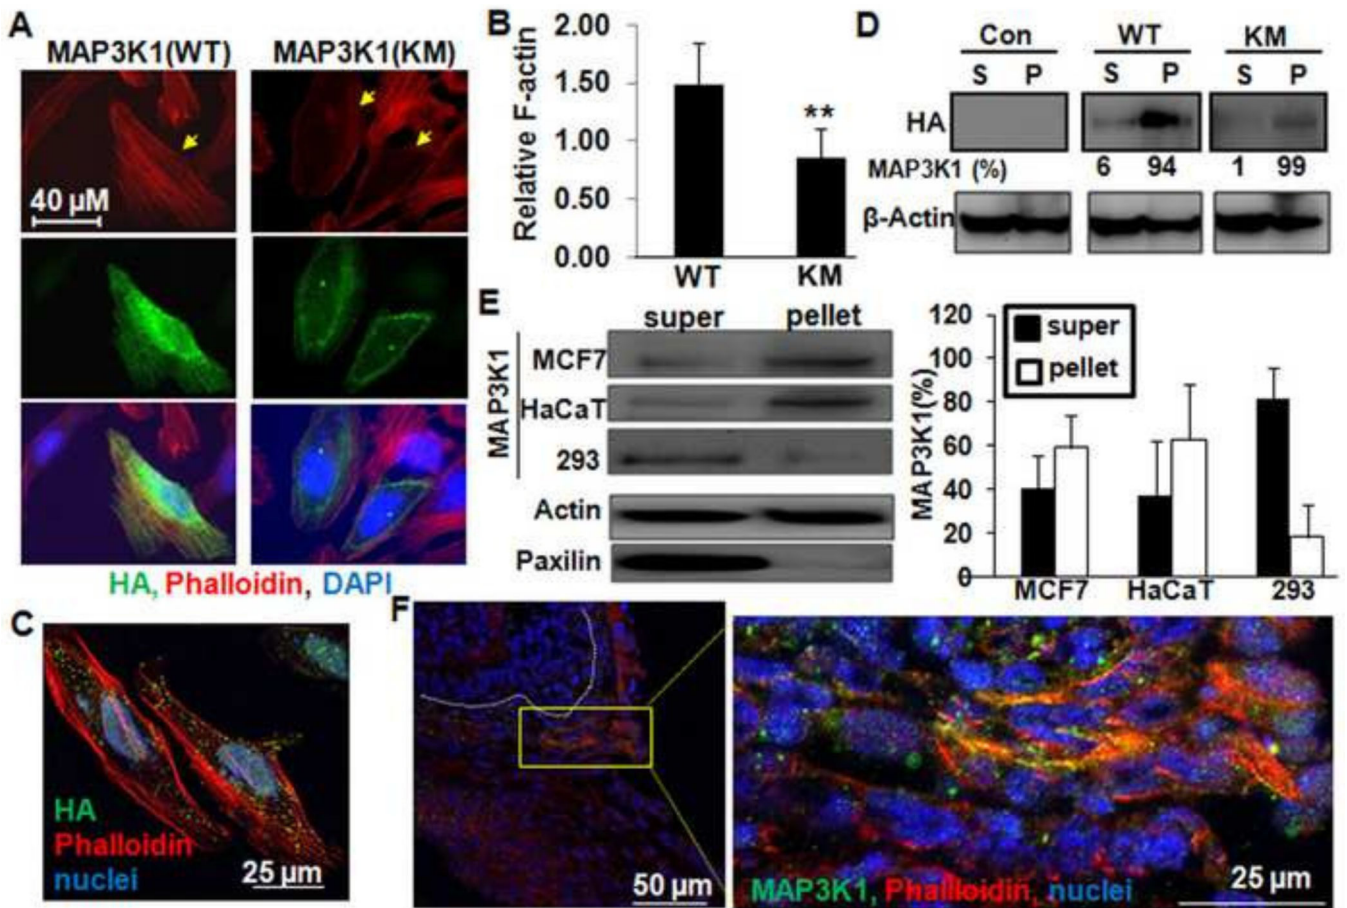 A
MAP3K1(WT) MAP3K1(KM)
40 µM
HA, Phalloidin, DAPI
B
Relative F-actin
2.00
1.50
1.00
0.50
0.00
**
WT KM
C
HA
Phalloidin
nuclei
25 µm
D
Con WT KM
S P S P S P
HA
MAP3K1 (%) 6 94 1 99
β-Actin
E
super pellet
MAP3K1
MCF7
HaCaT
293
Actin
Paxilin
MAP3K1(%)
120
100
80
60
40
20
0
super
pellet
MCF7 HaCaT 293
F
50 µm
MAP3K1, Phalloidin, nuclei
25 µm